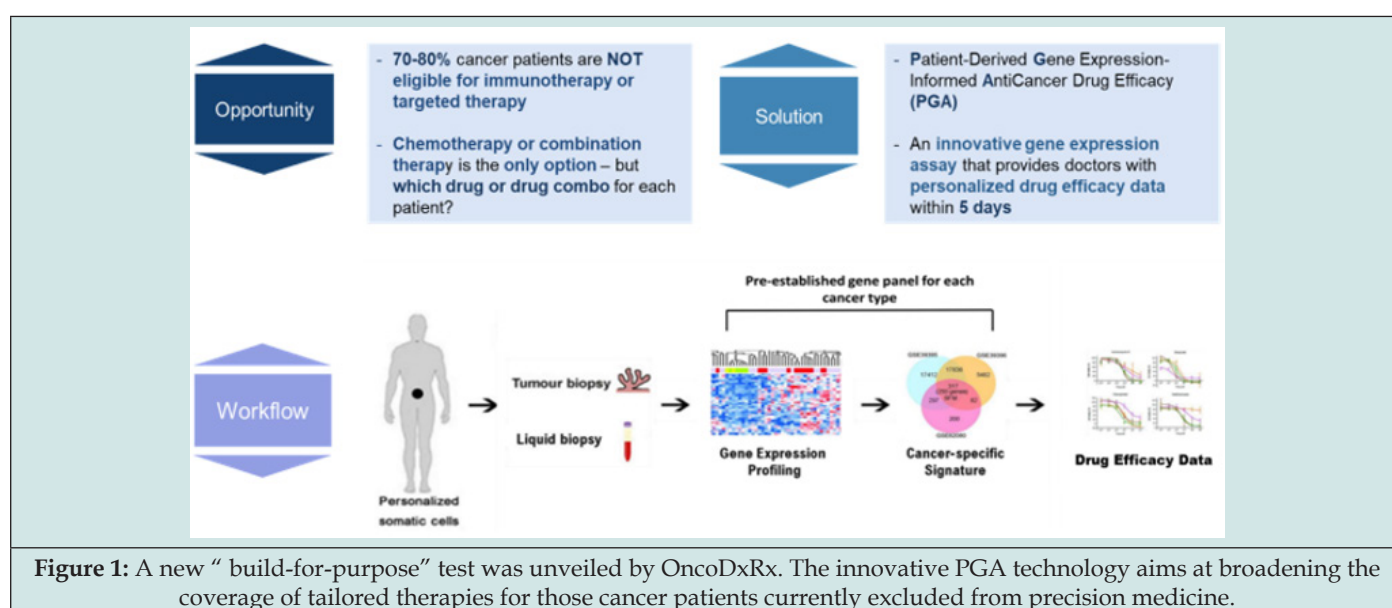 Opportunity
- 70-80% cancer patients are NOT
eligible for immunotherapy or
targeted therapy
- Chemotherapy or combination
therapy is the only option – but
which drug or drug combo for each
patient?
Solution
- Patient-Derived Gene Expression-
Informed AntiCancer Drug Efficacy
(PGA)
- An innovative gene expression
assay that provides doctors with
personalized drug efficacy data
within 5 days
Workflow
Personalized
somatic cells
Tumour biopsy
Liquid biopsy
Pre-established gene panel for each
cancer type
Gene Expression
Profiling
17412
Cancer-specific
Signature
Drug Efficacy Data
Figure 1: A new “ build-for-purpose” test was unveiled by OncoDxRx. The innovative PGA technology aims at broadening the
coverage of tailored therapies for those cancer patients currently excluded from precision medicine.